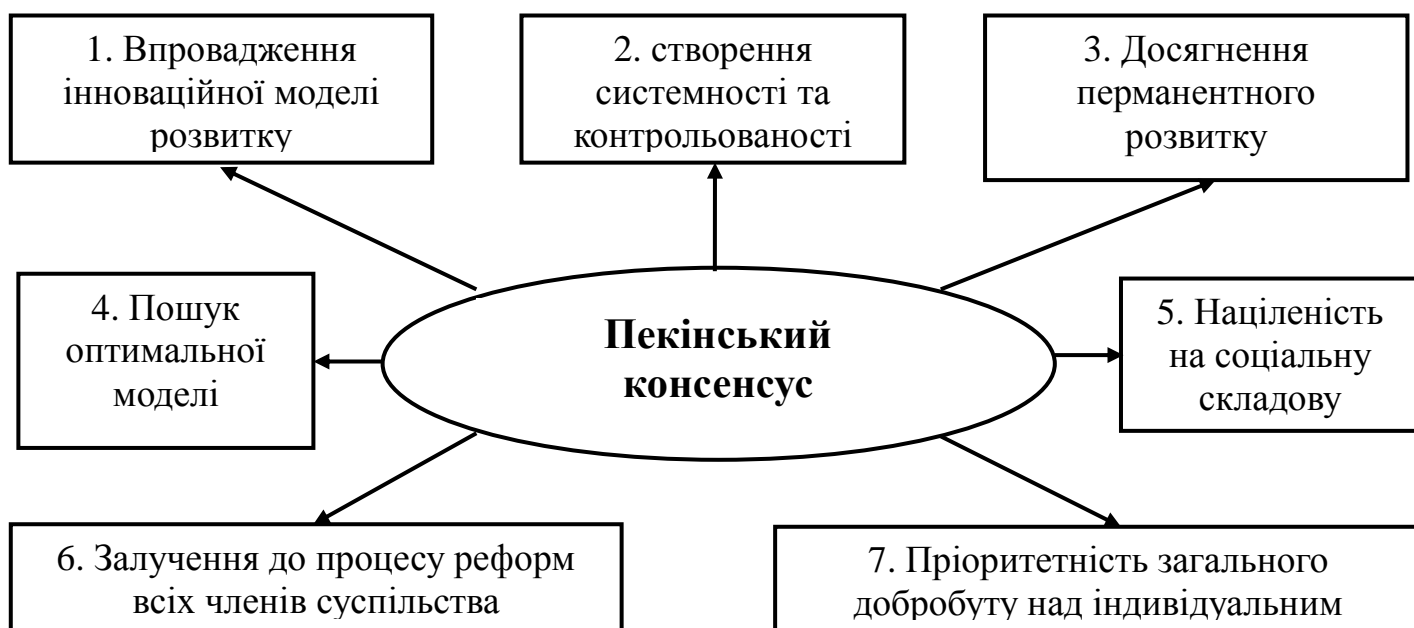 1. Впровадження
інноваційної моделі
розвитку
2. створення
системності та
контрольованості
3. Досягнення
перманентного
розвитку
4. Пошук
оптимальної
моделі
Пекінський
консенсус
5. Націленість
на соціальну
складову
6. Залучення до процесу реформ
всіх членів суспільства
7. Пріоритетність загального
добробуту над індивідуальним